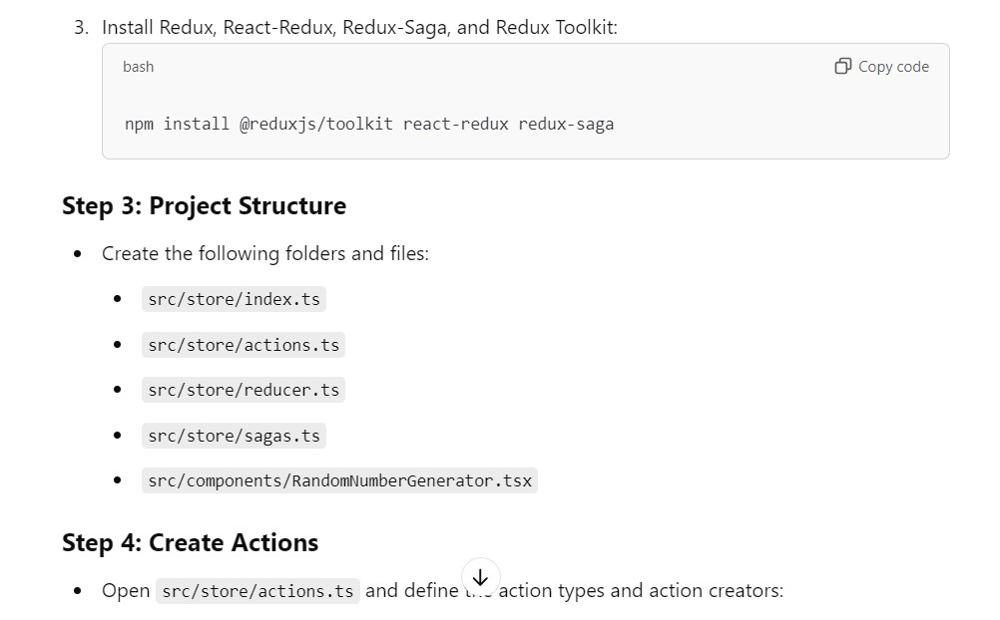 3. Install Redux, React-Redux, Redux-Saga, and Redux Toolkit:
bash Copy code
npm install @reduxjs/toolkit react-redux redux-saga
Step 3: Project Structure
• Create the following folders and files:
• src/store/index.ts
• src/store/actions.ts
• src/store/reducer.ts
• src/store/sagas.ts
• src/components/RandomNumberGenerator.tsx
Step 4: Create Actions
• Open src/store/actions.ts and define action types and action creators: